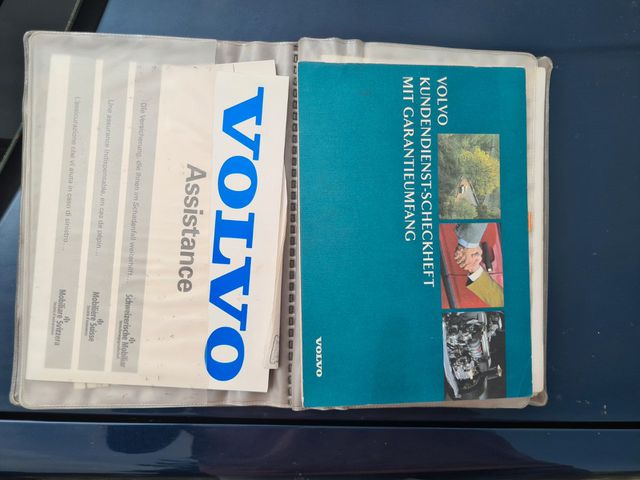 VOLVO
KUNDENDIENST-SCHECKHEFT
MIT GARANTIEUMFANG
VOLVO
VOLVO
Assistance
Die Versicherung, die Ihnen im Schadenfall weiterhilft...
Schweizerische Mobiliar
Une assurance indispensable, en cas de pépin ...
Mobilière Suisse
L'assicurazione che vi aiuta in caso di sinistro ...
Mobiliare Svizzera